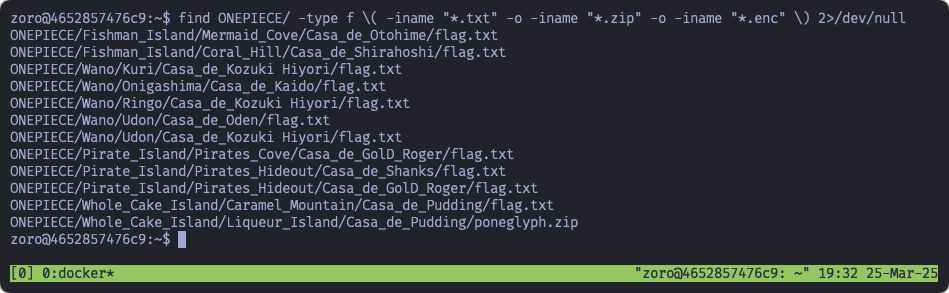 zoro@4652857476c9:~$ find ONEPIECE/ -type f \( -iname "*.txt" -o -iname "*.zip" -o -iname "*.enc" \) 2>/dev/null
ONEPIECE/Fishman_Island/Mermaid_Cove/Casa_de_Otohime/flag.txt
ONEPIECE/Fishman_Island/Coral_Hill/Casa_de_Shirahoshi/flag.txt
ONEPIECE/Wano/Kuri/Casa_de_Kozuki Hiyori/flag.txt
ONEPIECE/Wano/Onigashima/Casa_de_Kaido/flag.txt
ONEPIECE/Wano/Ringo/Casa_de_Kozuki Hiyori/flag.txt
ONEPIECE/Wano/Udon/Casa_de_Oden/flag.txt
ONEPIECE/Wano/Udon/Casa_de_Kozuki Hiyori/flag.txt
ONEPIECE/Pirate_Island/Pirates_Cove/Casa_de_GolD_Roger/flag.txt
ONEPIECE/Pirate_Island/Pirates_Hideout/Casa_de_Shanks/flag.txt
ONEPIECE/Pirate_Island/Pirates_Hideout/Casa_de_GolD_Roger/flag.txt
ONEPIECE/Whole_Cake_Island/Caramel_Mountain/Casa_de_Pudding/flag.txt
ONEPIECE/Whole_Cake_Island/Liqueur_Island/Casa_de_Pudding/poneglyph.zip
zoro@4652857476c9:~$
[0] 0:docker* "zoro@4652857476c9: ~" 19:32 25-Mar-25